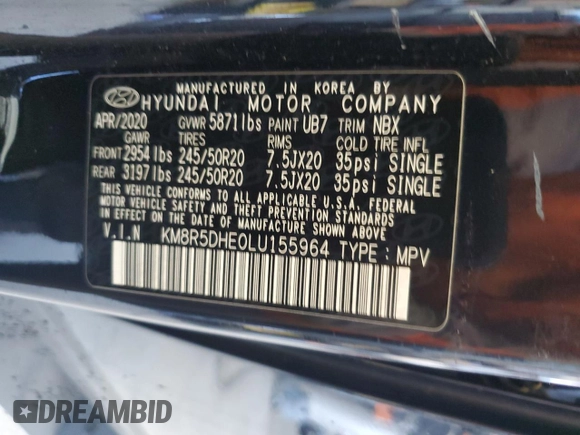 MANUFACTURED IN KOREA BY
HYUNDAI MOTOR COMPANY
APR/2020 GVWR 5871lbs PAINT UB7 TRIM NBX
GAWR TIRES RIMS COLD TIRE INFL
FRONT 2954lbs 245/50R20 7.5JX20 35psi SINGLE
REAR 3197lbs 245/50R20 7.5JX20 35psi SINGLE
THIS VEHICLE CONFORMS TO ALL APPLICABLE U.S.A. FEDERAL
MOTOR VEHICLE SAFETY AND THEFT PREVENTION STANDARDS
IN EFFECT ON THE DATE OF MANUFACTURE SHOWN ABOVE.
V.I.N KM8R5DHE0LU155964 TYPE : MPV
DREAMBID